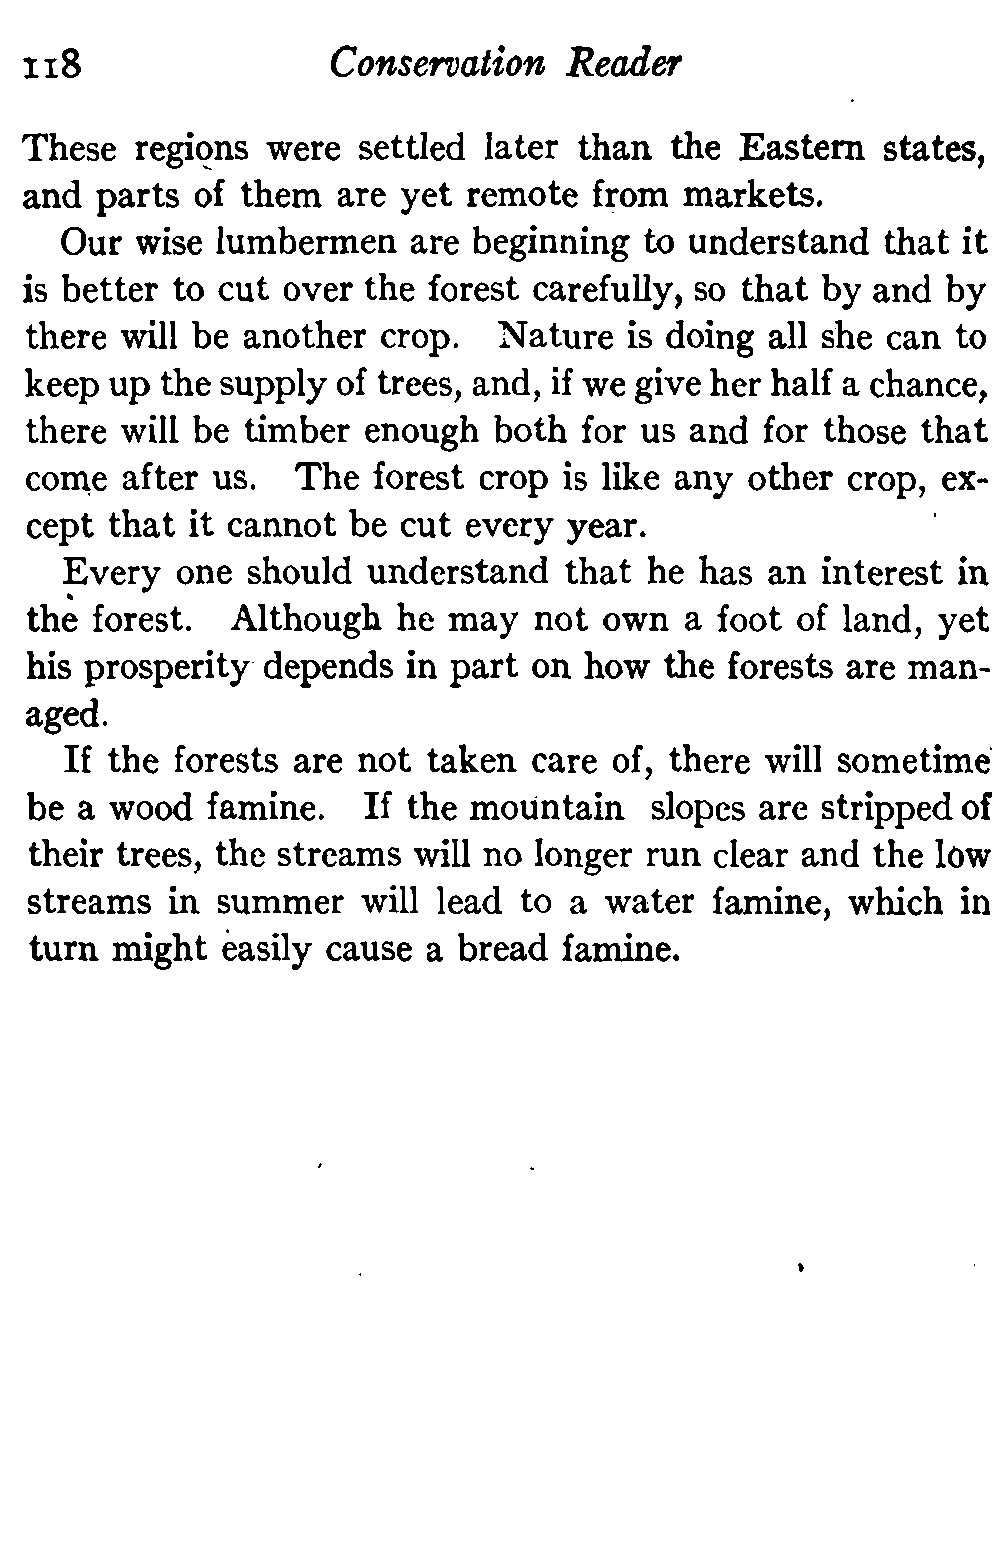 118 Conservation Reader
These regions were settled later than the Eastern states,
and parts of them are yet remote from markets.
Our wise lumbermen are beginning to understand that it
is better to cut over the forest carefully, so that by and by
there will be another crop. Nature is doing all she can to
keep up the supply of trees, and, if we give her half a chance,
there will be timber enough both for us and for those that
come after us. The forest crop is like any other crop, ex-
cept that it cannot be cut every year.
Every one should understand that he has an interest in
the forest. Although he may not own a foot of land, yet
his prosperity depends in part on how the forests are man-
aged.
If the forests are not taken care of, there will sometime
be a wood famine. If the mountain slopes are stripped of
their trees, the streams will no longer run clear and the low
streams in summer will lead to a water famine, which in
turn might easily cause a bread famine.